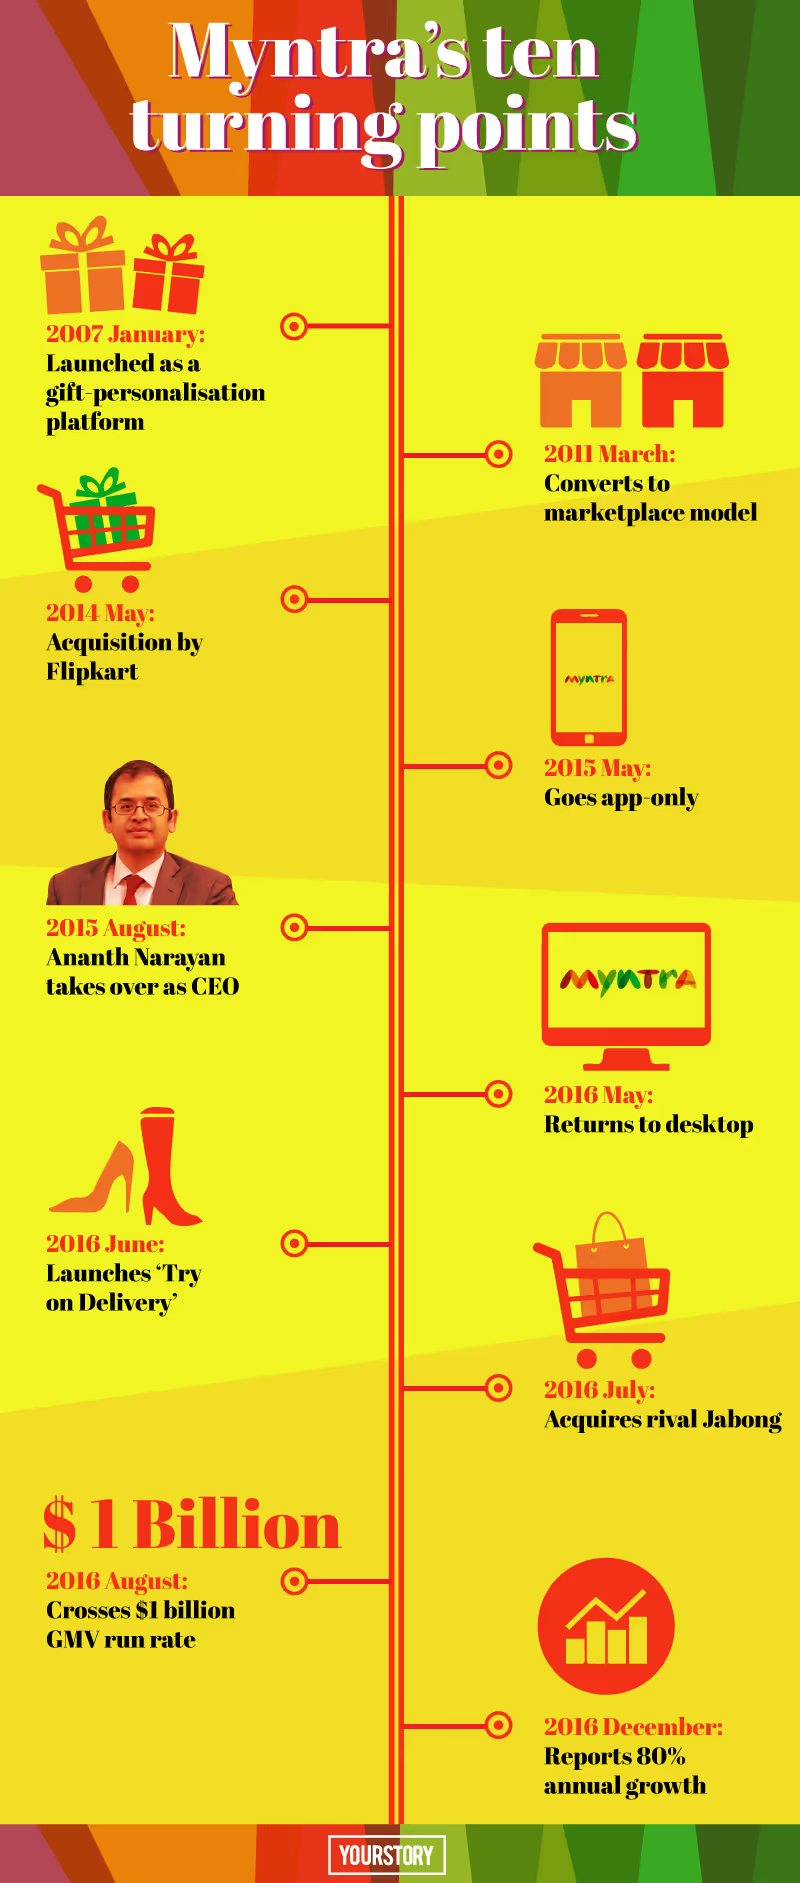 Myntra's ten
turning points
2007 January:
Launched as a
gift-personalisation
platform
2011 March:
Converts to
marketplace model
2014 May:
Acquisition by
Flipkart
myntra
2015 May:
Goes app-only
2015 August:
Ananth Narayan
takes over as CEO
myntra
2016 May:
Returns to desktop
2016 June:
Launches ‘Try
on Delivery’
2016 July:
Acquires rival Jabong
$ 1 Billion
2016 August:
Crosses $1 billion
GMV run rate
2016 December:
Reports 80%
annual growth
YOURSTORY